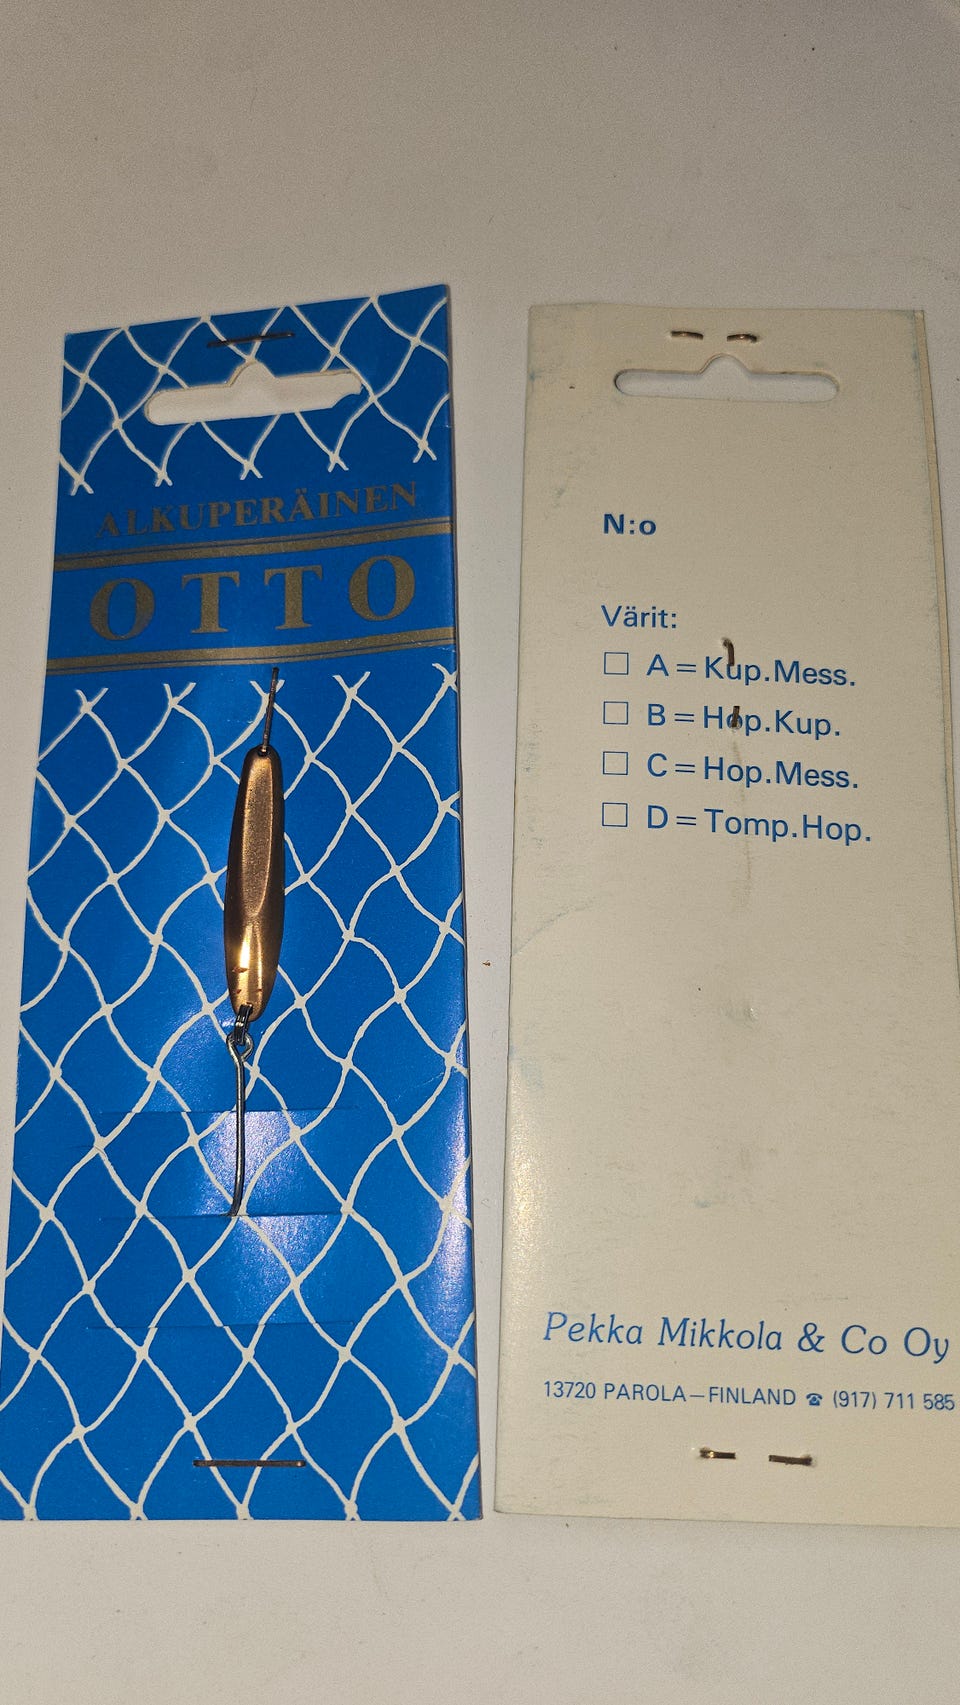 ALKUPERÄINEN
OTTO
N:o
Värit:
A = Kup.Mess.
B = Hop.Kup.
C = Hop.Mess.
D = Tomp.Hop.
Pekka Mikkola & Co Oy
13720 PAROLA–FINLAND ☎ (917) 711 585